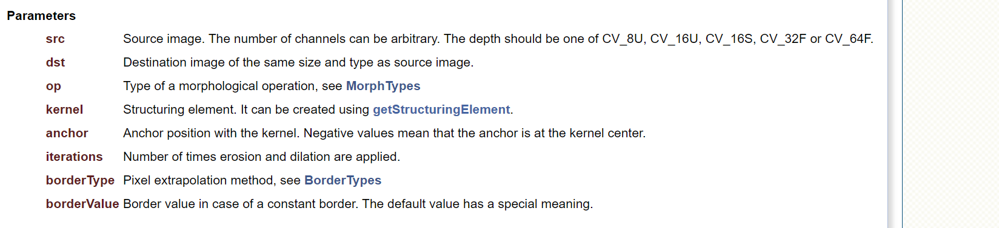 Parameters
src Source image. The number of channels can be arbitrary. The depth should be one of CV_8U, CV_16U, CV_16S, CV_32F or CV_64F.
dst Destination image of the same size and type as source image.
op Type of a morphological operation, see MorphTypes
kernel Structuring element. It can be created using getStructuringElement.
anchor Anchor position with the kernel. Negative values mean that the anchor is at the kernel center.
iterations Number of times erosion and dilation are applied.
borderType Pixel extrapolation method, see BorderTypes
borderValue Border value in case of a constant border. The default value has a special meaning.